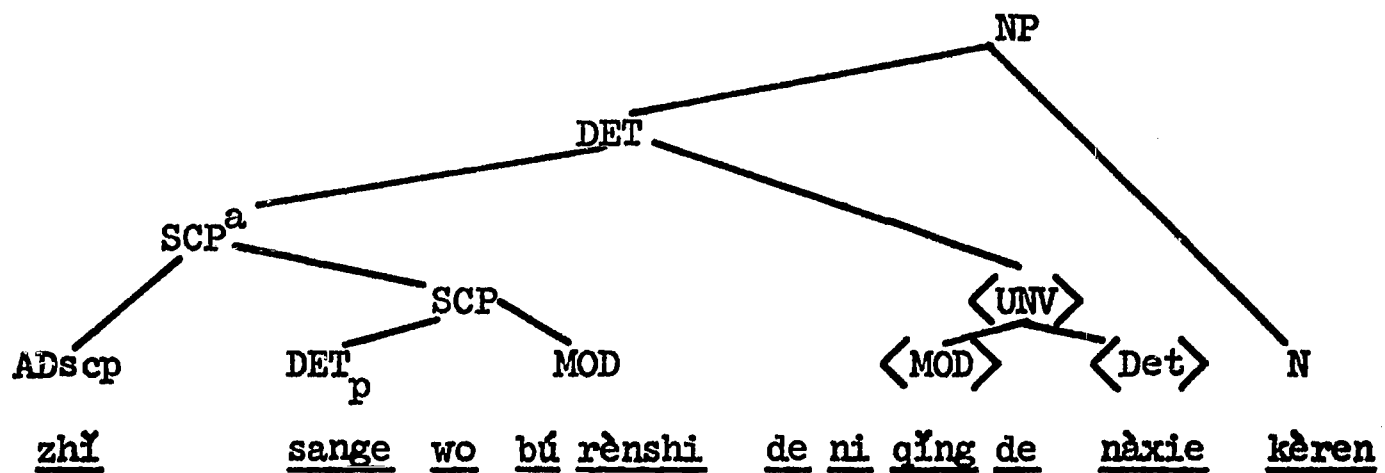 NP
DET
SCPa
SCP ⟨UNV⟩
ADscp DETp MOD ⟨MOD⟩ ⟨Det⟩ N
zhǐ sange wo bú rènshi de ni qǐng de nàxie kèren